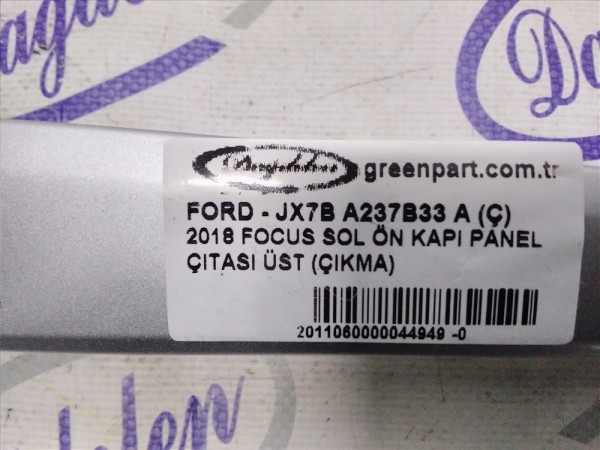 greenpart.com.tr
FORD - JX7B A237B33 A (Ç)
2018 FOCUS SOL ÖN KAPI PANEL
ÇITASI ÜST (ÇIKMA)
2011060000044949 -0